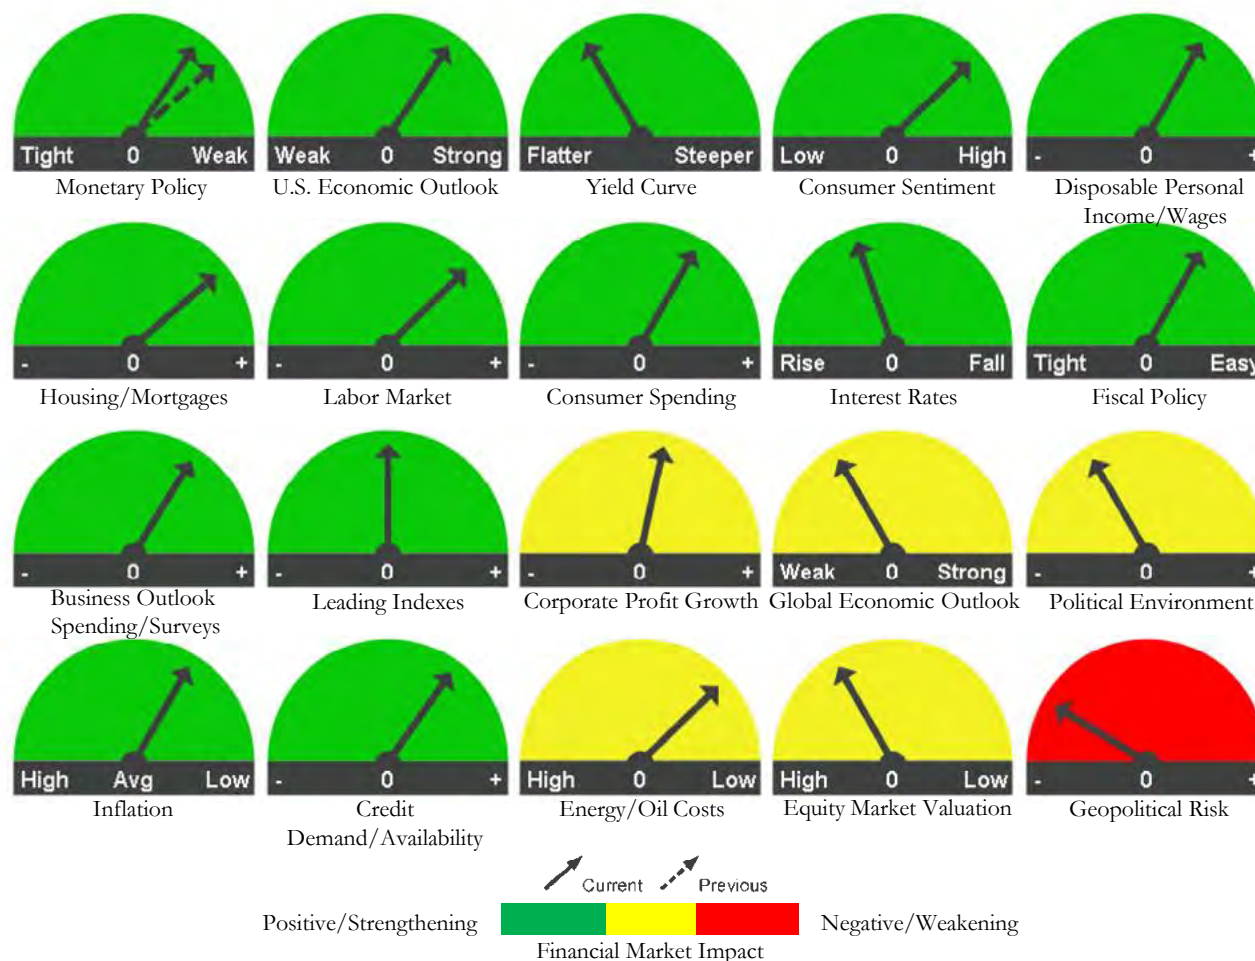 Tight 0 Weak
Monetary Policy
Weak 0 Strong
U.S. Economic Outlook
Flatter Steeper
Yield Curve
Low 0 High
Consumer Sentiment
- 0 +
Disposable Personal
Income/Wages
- 0 +
Housing/Mortgages
- 0 +
Labor Market
- 0 +
Consumer Spending
Rise 0 Fall
Interest Rates
Tight 0 Easy
Fiscal Policy
- 0 +
Business Outlook
Spending/Surveys
- 0 +
Leading Indexes
- 0 +
Corporate Profit Growth
Weak 0 Strong
Global Economic Outlook
- 0 +
Political Environment
High Avg Low
Inflation
- 0 +
Credit
Demand/Availability
High 0 Low
Energy/Oil Costs
High 0 Low
Equity Market Valuation
- 0 +
Geopolitical Risk
Current Previous
Positive/Strengthening Negative/Weakening
Financial Market Impact